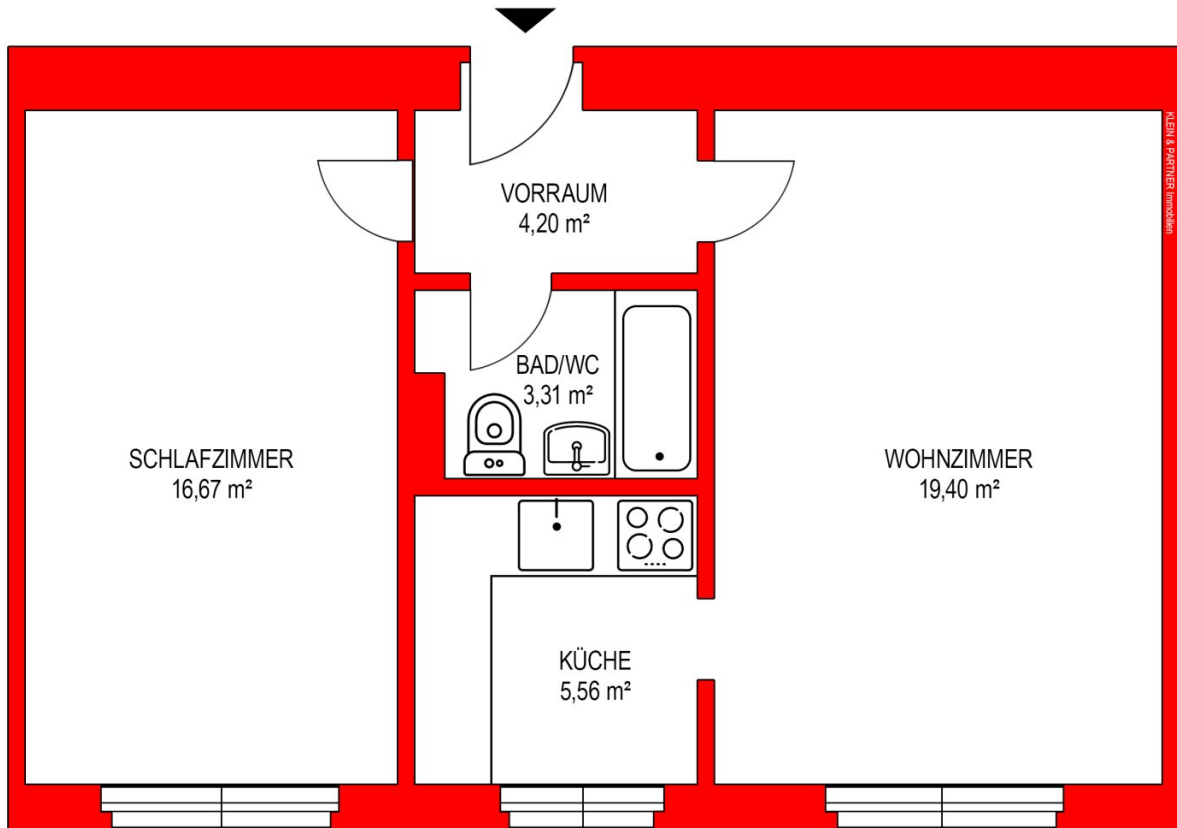 VORRAUM
4,20 m²
KLEIN & PARTNER Immobilien
BAD/WC
3,31 m²
SCHLAFZIMMER
16,67 m²
WOHNZIMMER
19,40 m²
KÜCHE
5,56 m²